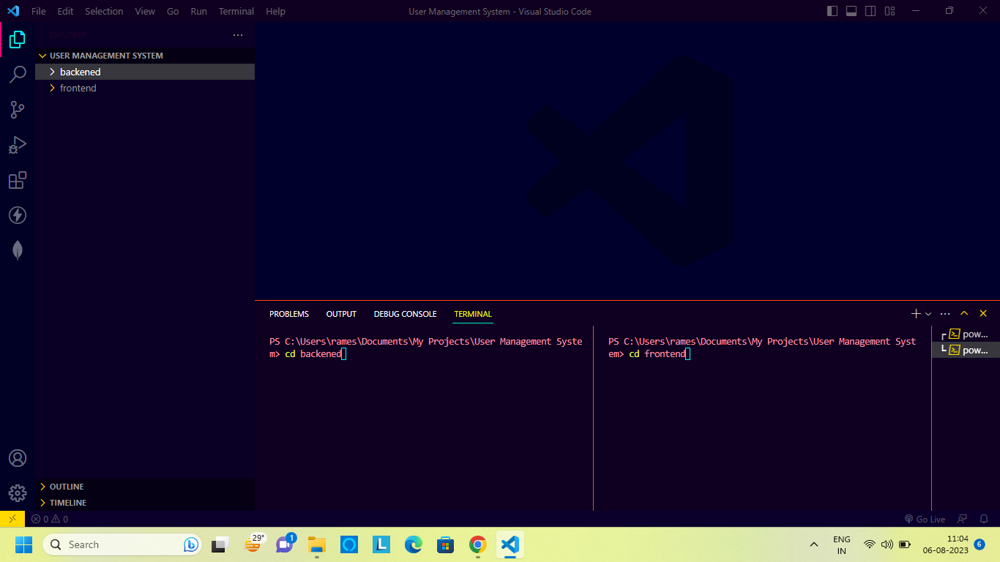 File Edit Selection View Go Run Terminal Help User Management System - Visual Studio Code
EXPLORER ...
USER MANAGEMENT SYSTEM
backened
frontend
PROBLEMS OUTPUT DEBUG CONSOLE TERMINAL
PS C:\Users\rames\Documents\My Projects\User Management Syste
m> cd backened
PS C:\Users\rames\Documents\My Projects\User Management Syst
em> cd frontend
pow...
pow...
OUTLINE
TIMELINE
0 0 Go Live
Search 29° 1 L ENG
IN
11:04
06-08-2023 6